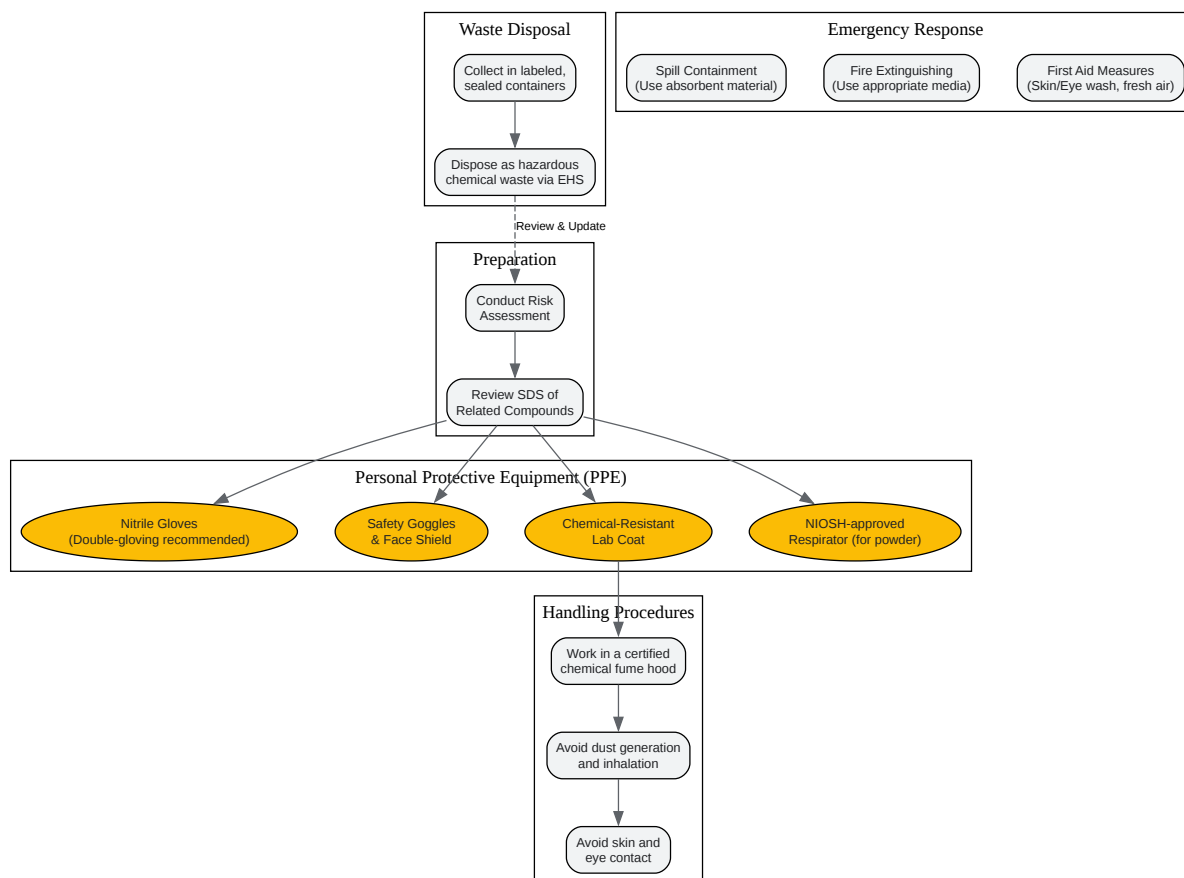 Waste Disposal
Collect in labeled,
sealed containers
Dispose as hazardous
chemical waste via EHS
Emergency Response
Spill Containment
(Use absorbent material)
Fire Extinguishing
(Use appropriate media)
First Aid Measures
(Skin/Eye wash, fresh air)
Review & Update
Preparation
Conduct Risk
Assessment
Review SDS of
Related Compounds
Personal Protective Equipment (PPE)
Nitrile Gloves
(Double-gloving recommended)
Safety Goggles
& Face Shield
Chemical-Resistant
Lab Coat
NIOSH-approved
Respirator (for powder)
Handling Procedures
Work in a certified
chemical fume hood
Avoid dust generation
and inhalation
Avoid skin and
eye contact